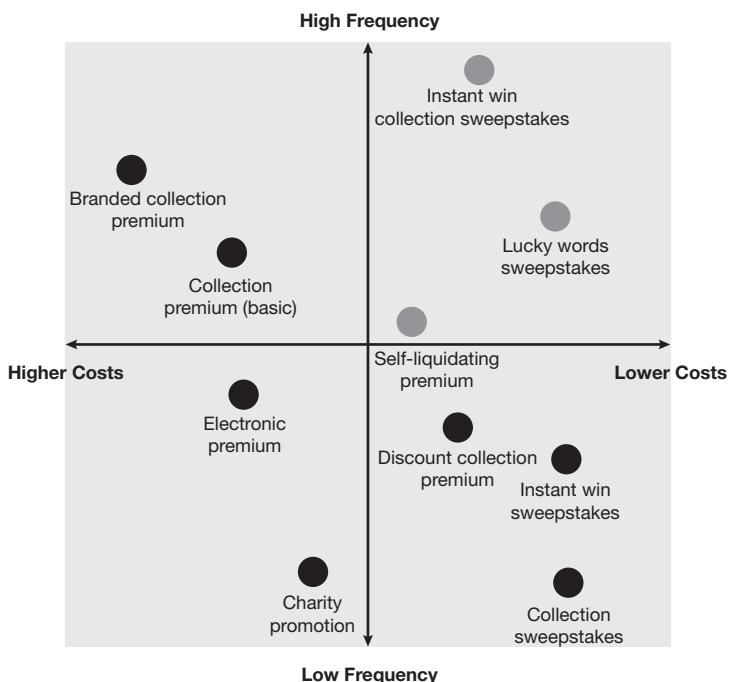 High Frequency
Instant win
collection sweepstakes
Branded collection
premium
Lucky words
sweepstakes
Collection
premium (basic)
Higher Costs
Self-liquidating
premium
Lower Costs
Electronic
premium
Discount collection
premium
Instant win
sweepstakes
Charity
promotion
Collection
sweepstakes
Low Frequency